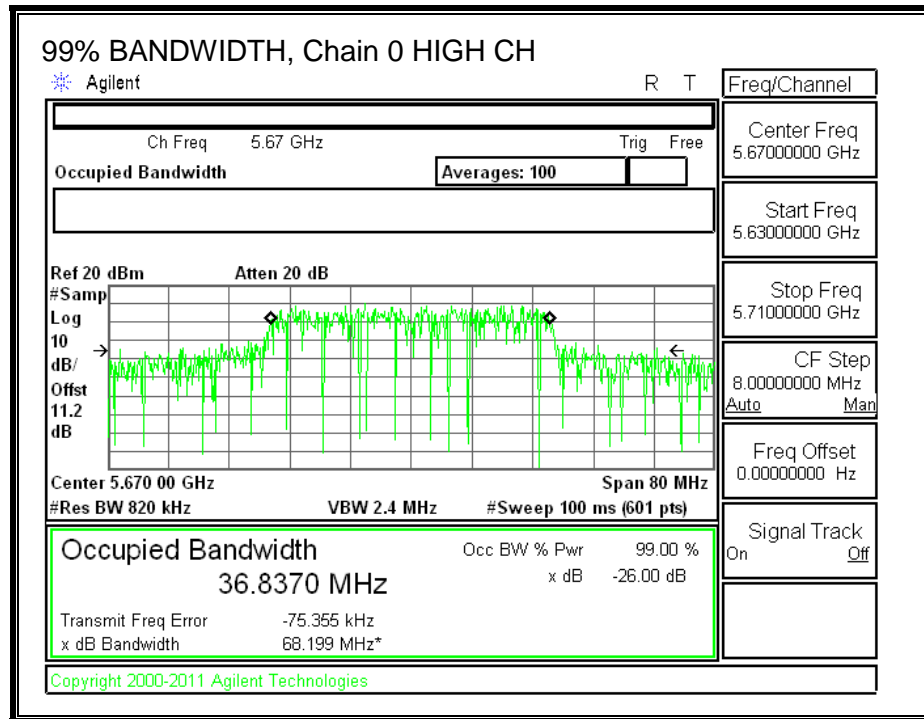 99% BANDWIDTH, Chain 0 HIGH CH
Agilent R T
Ch Freq 5.67 GHz Trig Free
Occupied Bandwidth Averages: 100
Ref 20 dBm Atten 20 dB
#Samp
Log
10
dB/
Offst
11.2
dB
Center 5.670 00 GHz Span 80 MHz
#Res BW 820 kHz VBW 2.4 MHz #Sweep 100 ms (601 pts)
Occupied Bandwidth Occ BW % Pwr 99.00 %
36.8370 MHz x dB -26.00 dB
Transmit Freq Error -75.355 kHz
x dB Bandwidth 68.199 MHz*
Copyright 2000-2011 Agilent Technologies
Freq/Channel
Center Freq
5.67000000 GHz
Start Freq
5.63000000 GHz
Stop Freq
5.71000000 GHz
CF Step
8.00000000 MHz
Auto Man
Freq Offset
0.00000000 Hz
Signal Track
On Off